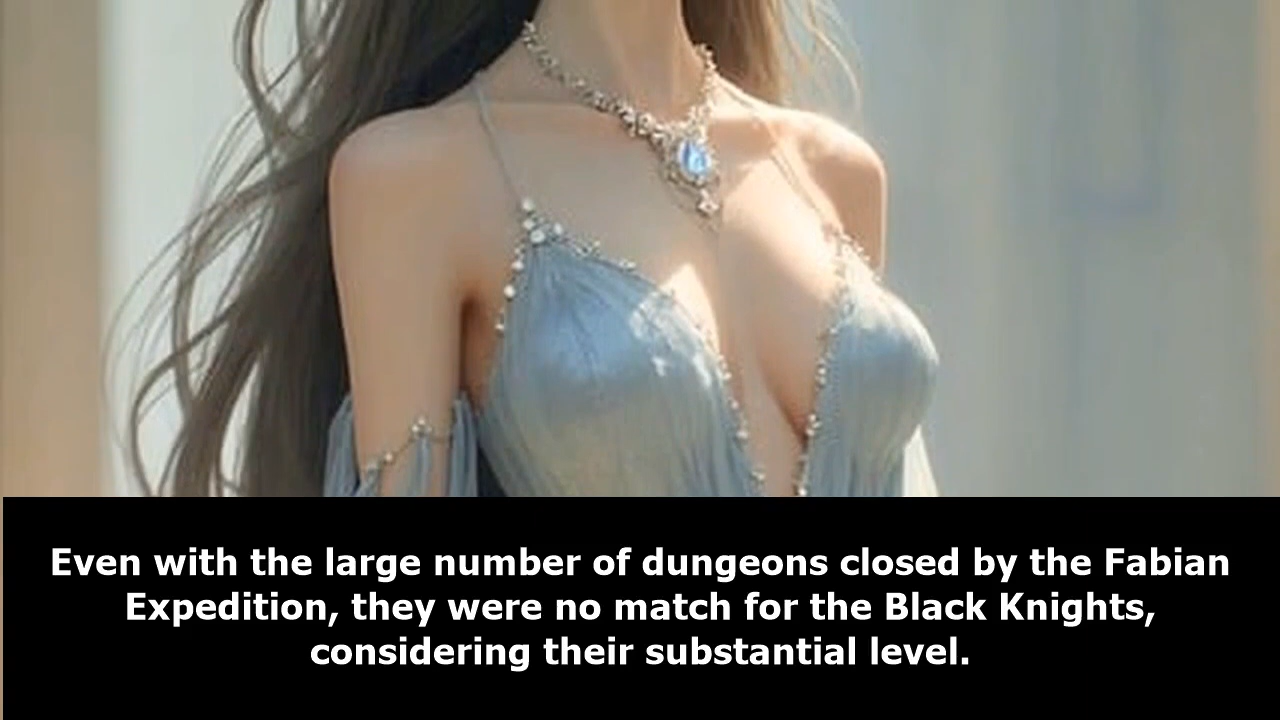 Even with the large number of dungeons closed by the Fabian
Expedition, they were no match for the Black Knights,
considering their substantial level.